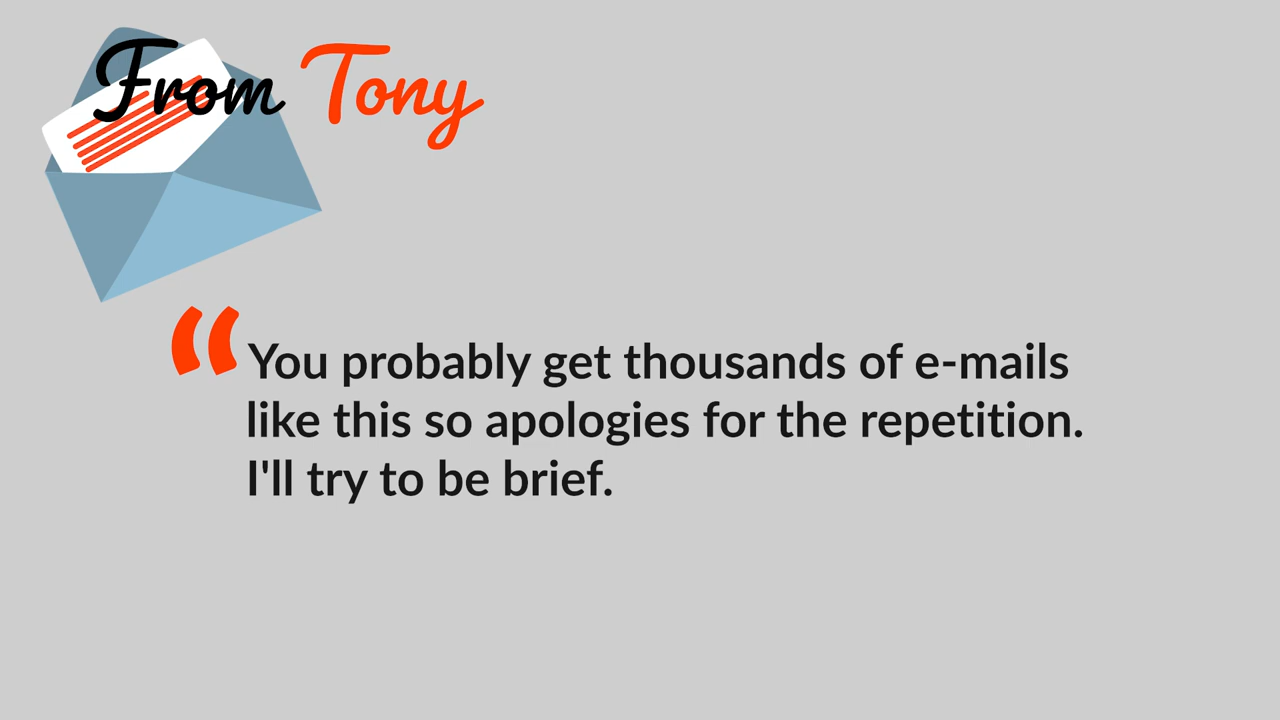 From Tony
“You probably get thousands of e-mails
like this so apologies for the repetition.
I'll try to be brief.